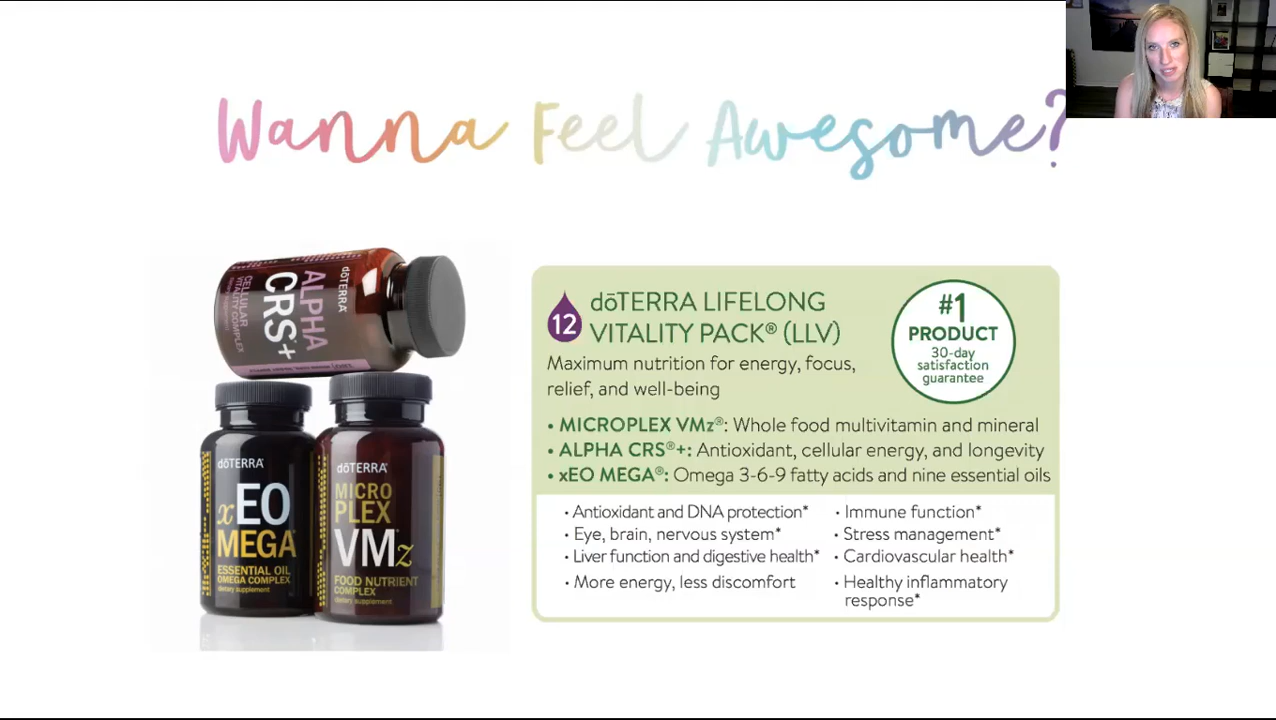 Wanna Feel Awesome?
dōTERRA
ALPHA
CRS+
CELLULAR
VITALITY COMPLEX
dōTERRA
xEO
MEGA
ESSENTIAL OIL
OMEGA COMPLEX
dietary supplement
dōTERRA
MICRO
PLEX
VMz
FOOD NUTRIENT
COMPLEX
dietary supplement
12
dōTERRA LIFELONG
VITALITY PACK® (LLV)
Maximum nutrition for energy, focus,
relief, and well-being
#1
PRODUCT
30-day
satisfaction
guarantee
• MICROPLEX VMz®: Whole food multivitamin and mineral
• ALPHA CRS®+: Antioxidant, cellular energy, and longevity
• xEO MEGA®: Omega 3-6-9 fatty acids and nine essential oils
• Antioxidant and DNA protection*
• Eye, brain, nervous system*
• Liver function and digestive health*
• More energy, less discomfort
• Immune function*
• Stress management*
• Cardiovascular health*
• Healthy inflammatory
response*